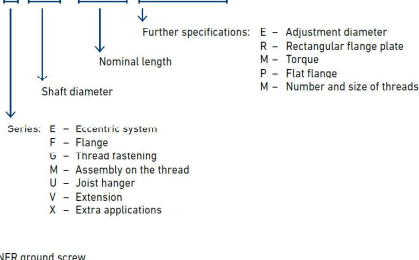 Further specifications: E – Adjustment diameter
R – Rectangular flange plate
M – Torque
P – Flat flange
M – Number and size of threads
Nominal length
Shaft diameter
Series: E – Eccentric system
F – Flange
G – Thread fastening
M – Assembly on the thread
U – Joist hanger
V – Extension
X – Extra applications
ground screw